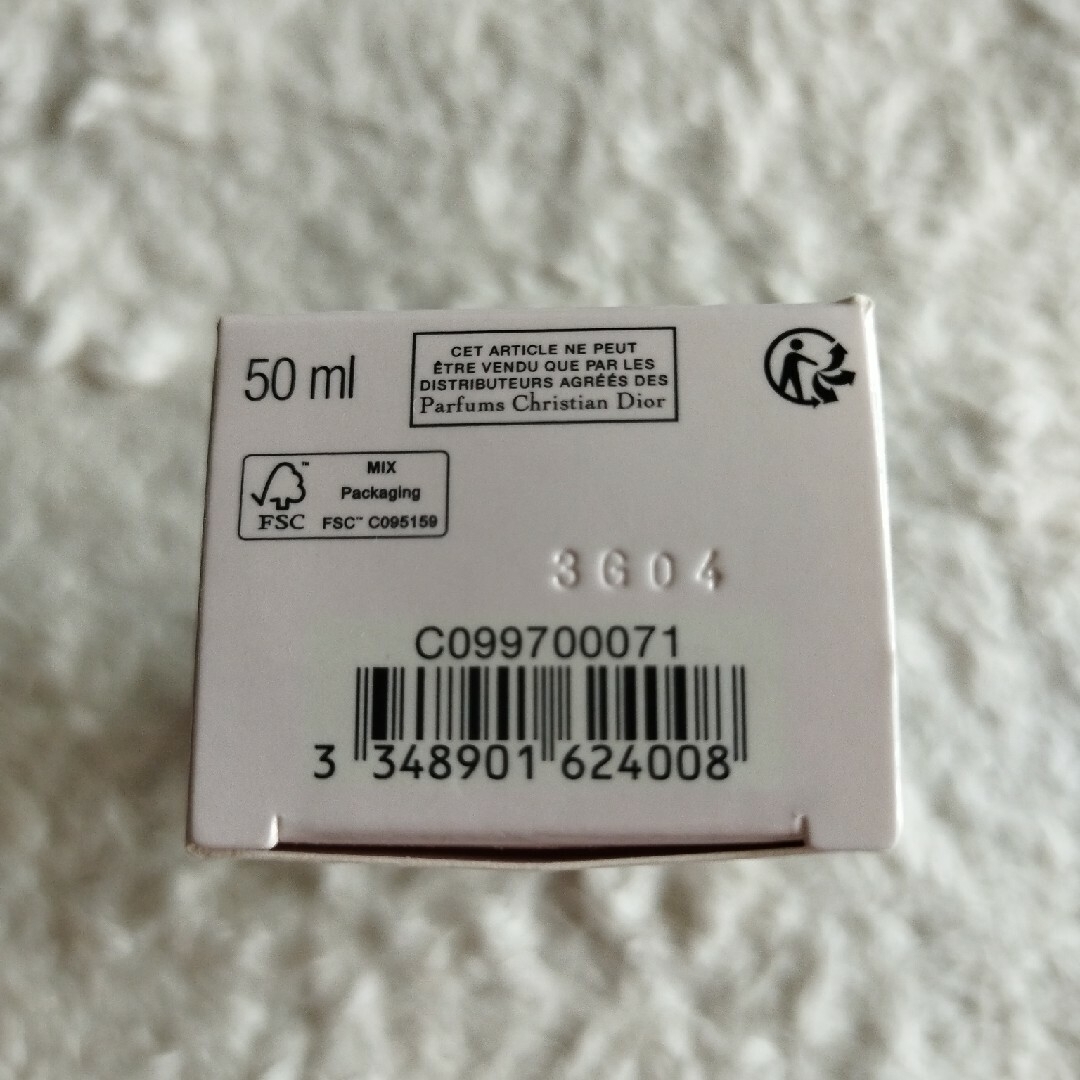 50 ml
CET ARTICLE NE PEUT
ÊTRE VENDU QUE PAR LES
DISTRIBUTEURS AGRÉÉS DES
Parfums Christian Dior
FSC™
MIX
Packaging
FSC™ C095159
3G04
C099700071
3 348901 624008